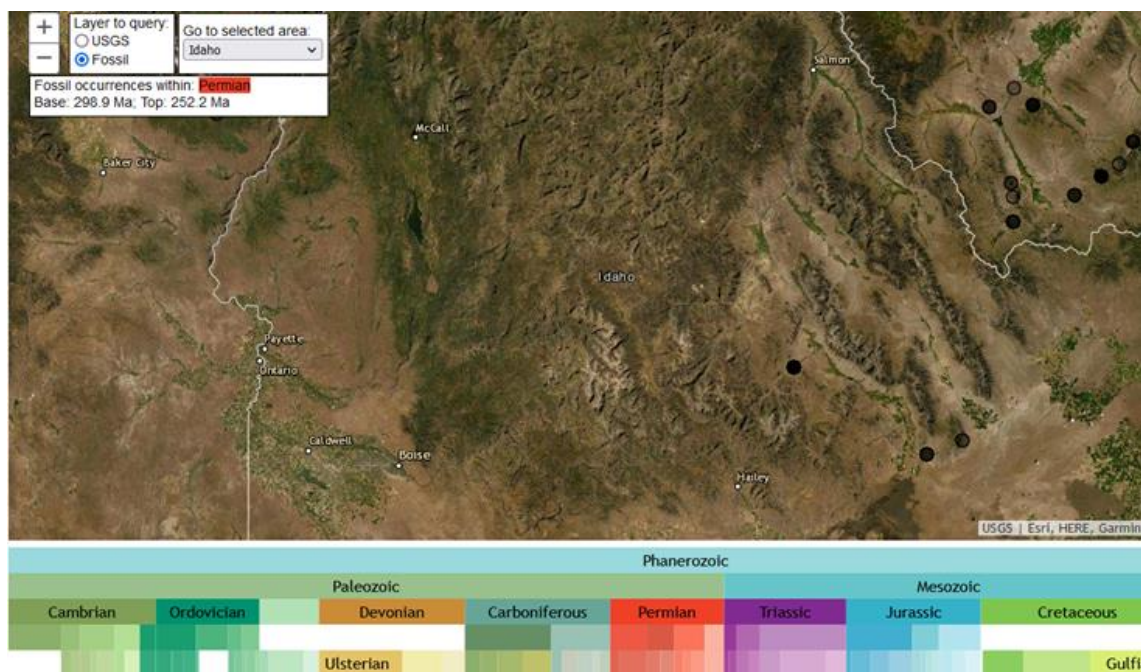 +
−
Layer to query:
USGS
Fossil
Go to selected area:
Idaho
Fossil occurrences within: Permian
Base: 298.9 Ma; Top: 252.2 Ma
Salmon
McCall
Baker City
Idaho
Payette
Ontario
Caldwell
Boise
Hailey
USGS | Esri, HERE, Garmin
Phanerozoic
Paleozoic Mesozoic
Cambrian Ordovician Devonian Carboniferous Permian Triassic Jurassic Cretaceous
Ulsterian Gulfi